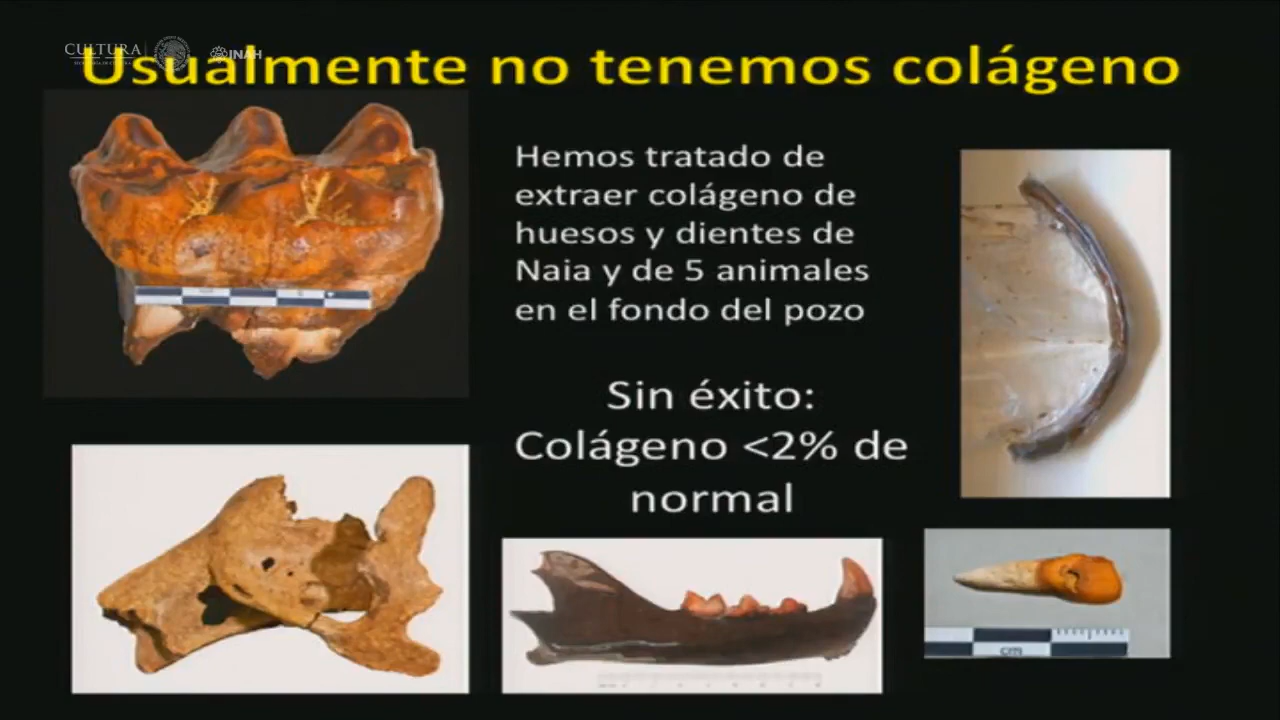 CULTURA
INAH
Usualmente no tenemos colágeno
Hemos tratado de
extraer colágeno de
huesos y dientes de
Naia y de 5 animales
en el fondo del pozo
Sin éxito:
Colágeno <2% de
normal
cm